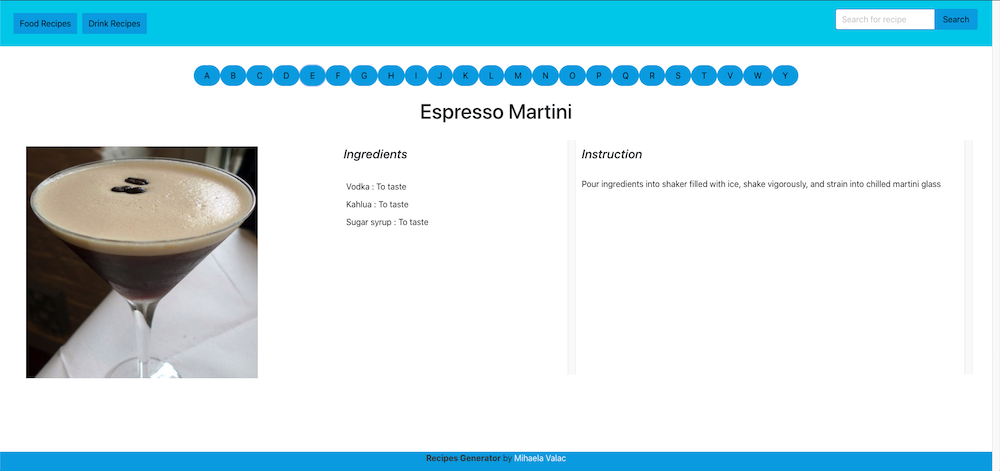 Food Recipes Drink Recipes Search for recipe Search
A B C D E F G H I J K L M N O P Q R S T V W Y
Espresso Martini
Ingredients
Vodka : To taste
Kahlua : To taste
Sugar syrup : To taste
Instruction
Pour ingredients into shaker filled with ice, shake vigorously, and strain into chilled martini glass
Recipes Generator by Mihaela Valac